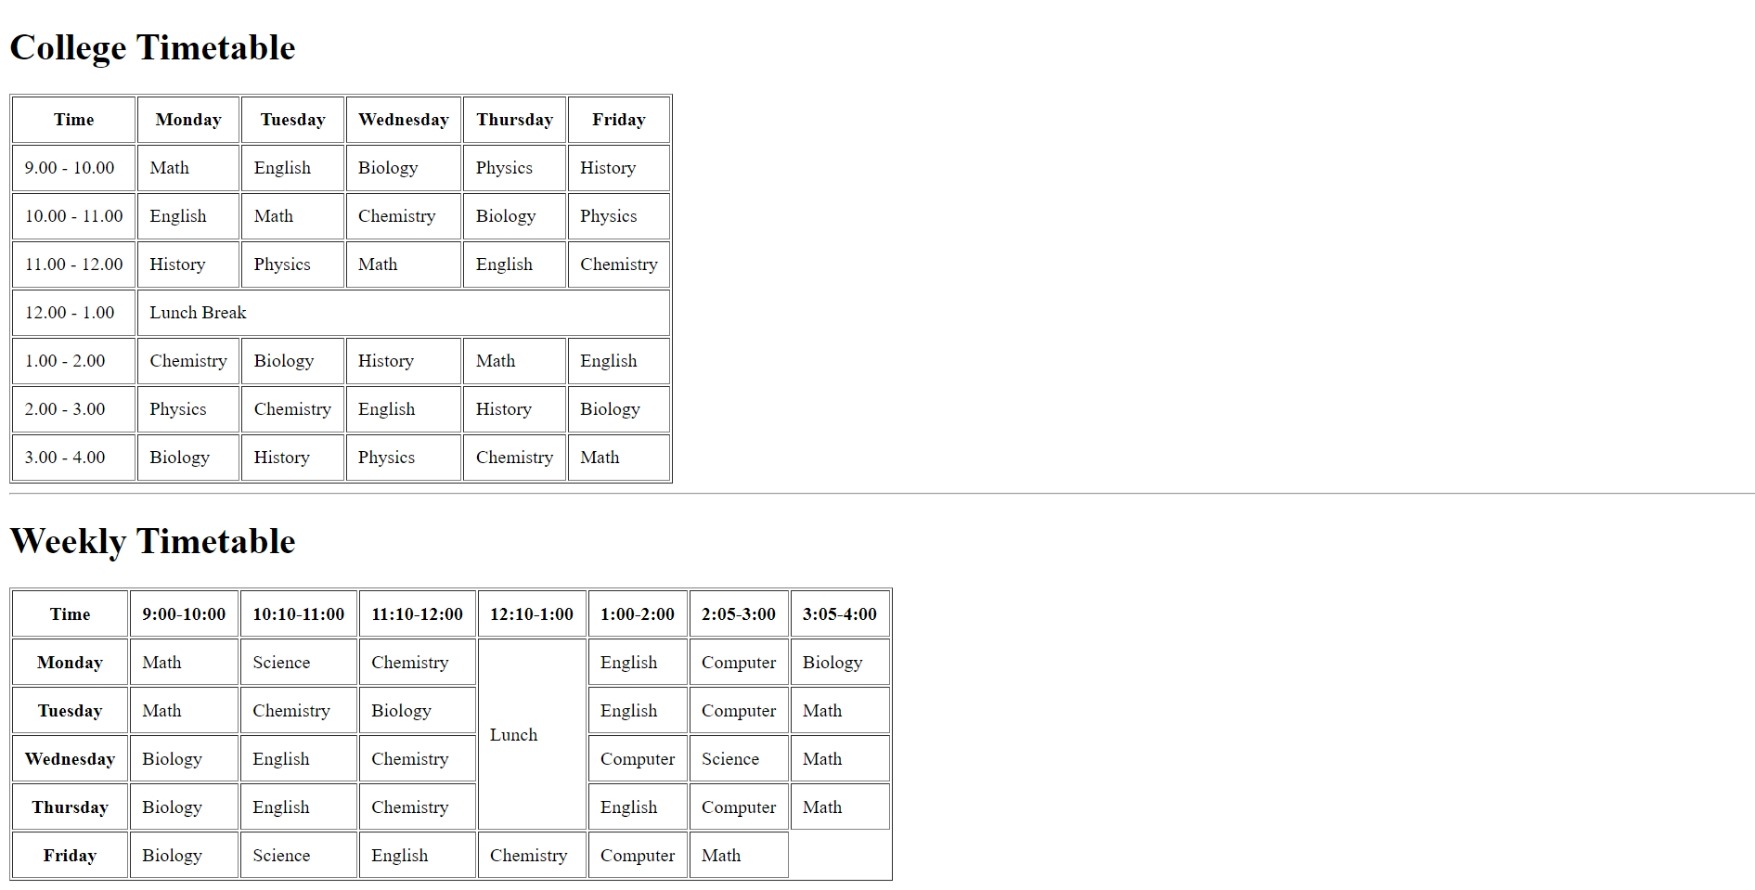 College Timetable
Time Monday Tuesday Wednesday Thursday Friday
9.00 - 10.00 Math English Biology Physics History
10.00 - 11.00 English Math Chemistry Biology Physics
11.00 - 12.00 History Physics Math English Chemistry
12.00 - 1.00 Lunch Break
1.00 - 2.00 Chemistry Biology History Math English
2.00 - 3.00 Physics Chemistry English History Biology
3.00 - 4.00 Biology History Physics Chemistry Math
Weekly Timetable
Time 9:00-10:00 10:10-11:00 11:10-12:00 12:10-1:00 1:00-2:00 2:05-3:00 3:05-4:00
Monday Math Science Chemistry English Computer Biology
Tuesday Math Chemistry Biology English Computer Math
Lunch
Wednesday Biology English Chemistry Computer Science Math
Thursday Biology English Chemistry English Computer Math
Friday Biology Science English Chemistry Computer Math